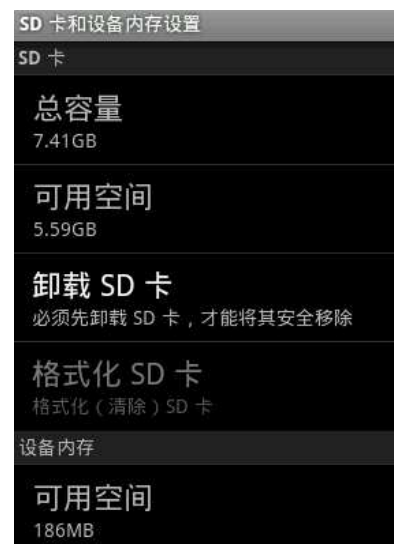 SD 卡和设备内存设置
SD 卡
总容量
7.41GB
可用空间
5.59GB
卸载 SD 卡
必须先卸载 SD 卡，才能将其安全移除
格式化 SD 卡
格式化（清除）SD 卡
设备内存
可用空间
186MB